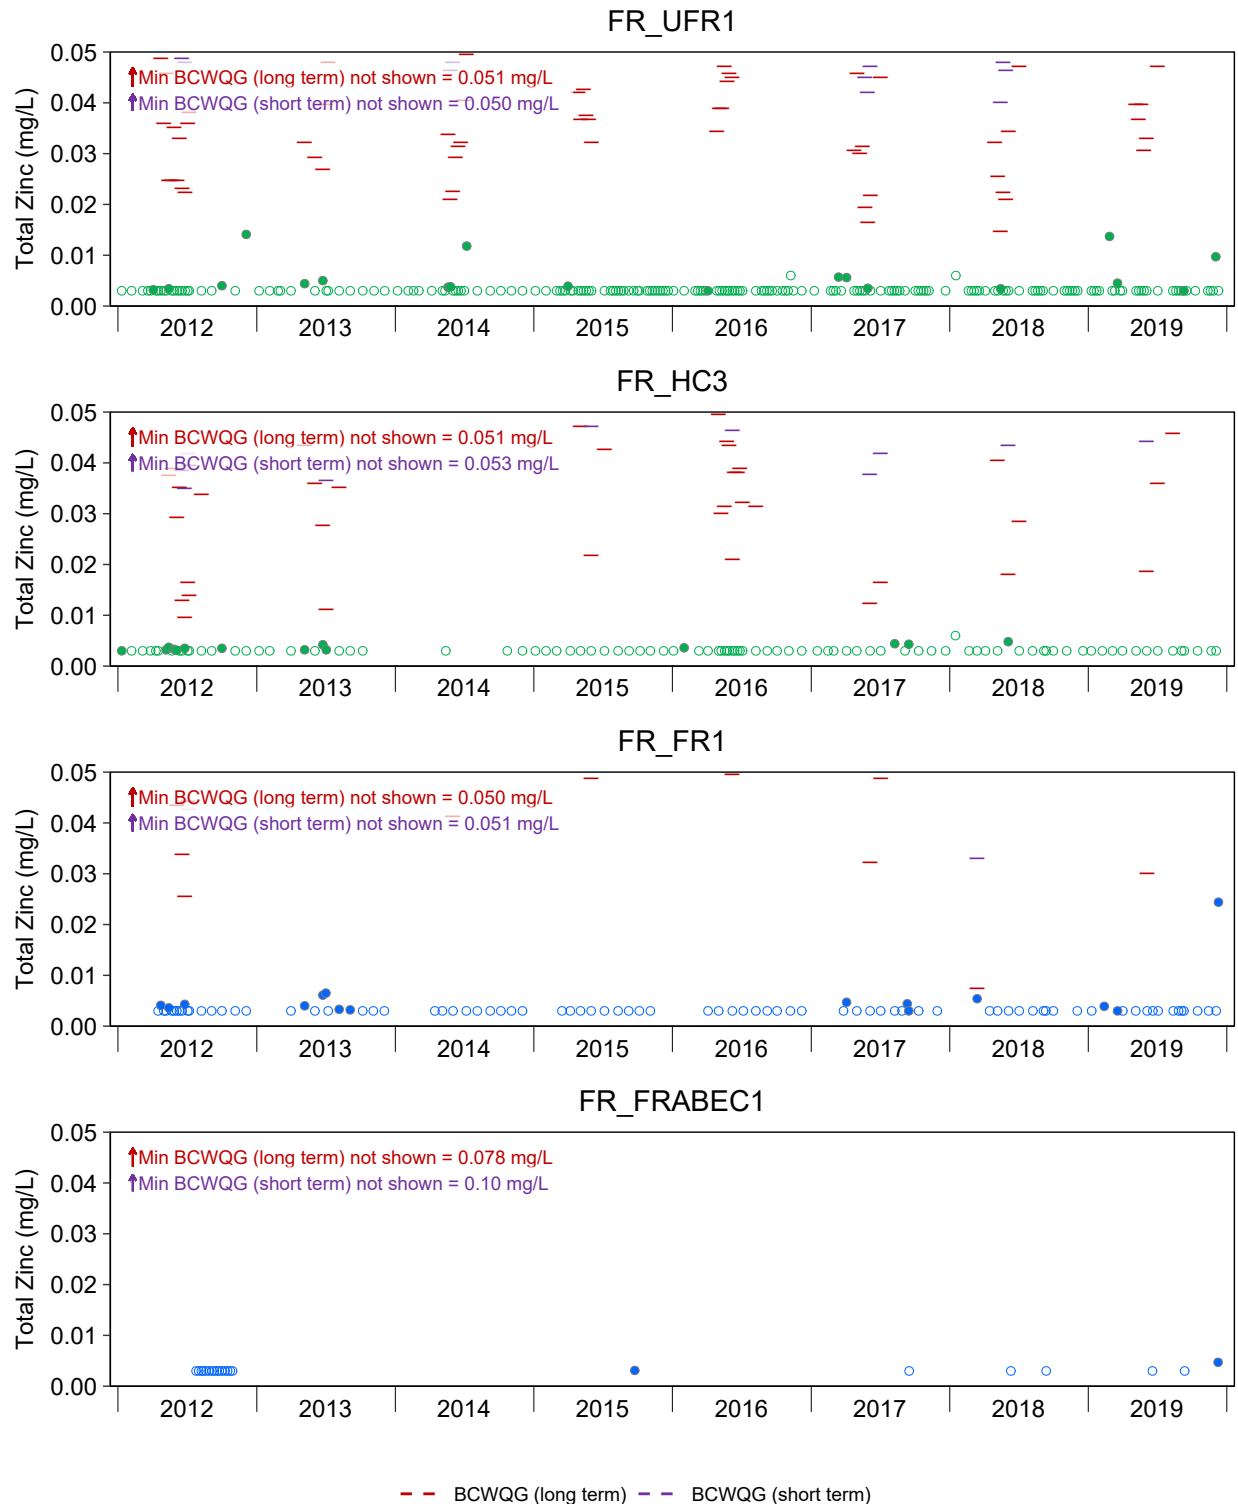 FR_UFR1
Total Zinc (mg/L)
0.05
0.04
0.03
0.02
0.01
0.00
Min BCWQG (long term) not shown = 0.051 mg/L
Min BCWQG (short term) not shown = 0.050 mg/L
2012 2013 2014 2015 2016 2017 2018 2019
FR_HC3
Total Zinc (mg/L)
0.05
0.04
0.03
0.02
0.01
0.00
Min BCWQG (long term) not shown = 0.051 mg/L
Min BCWQG (short term) not shown = 0.053 mg/L
2012 2013 2014 2015 2016 2017 2018 2019
FR_FR1
Total Zinc (mg/L)
0.05
0.04
0.03
0.02
0.01
0.00
Min BCWQG (long term) not shown = 0.050 mg/L
Min BCWQG (short term) not shown = 0.051 mg/L
2012 2013 2014 2015 2016 2017 2018 2019
FR_FRABEC1
Total Zinc (mg/L)
0.05
0.04
0.03
0.02
0.01
0.00
Min BCWQG (long term) not shown = 0.078 mg/L
Min BCWQG (short term) not shown = 0.10 mg/L
2012 2013 2014 2015 2016 2017 2018 2019
BCWQG (long term) BCWQG (short term)